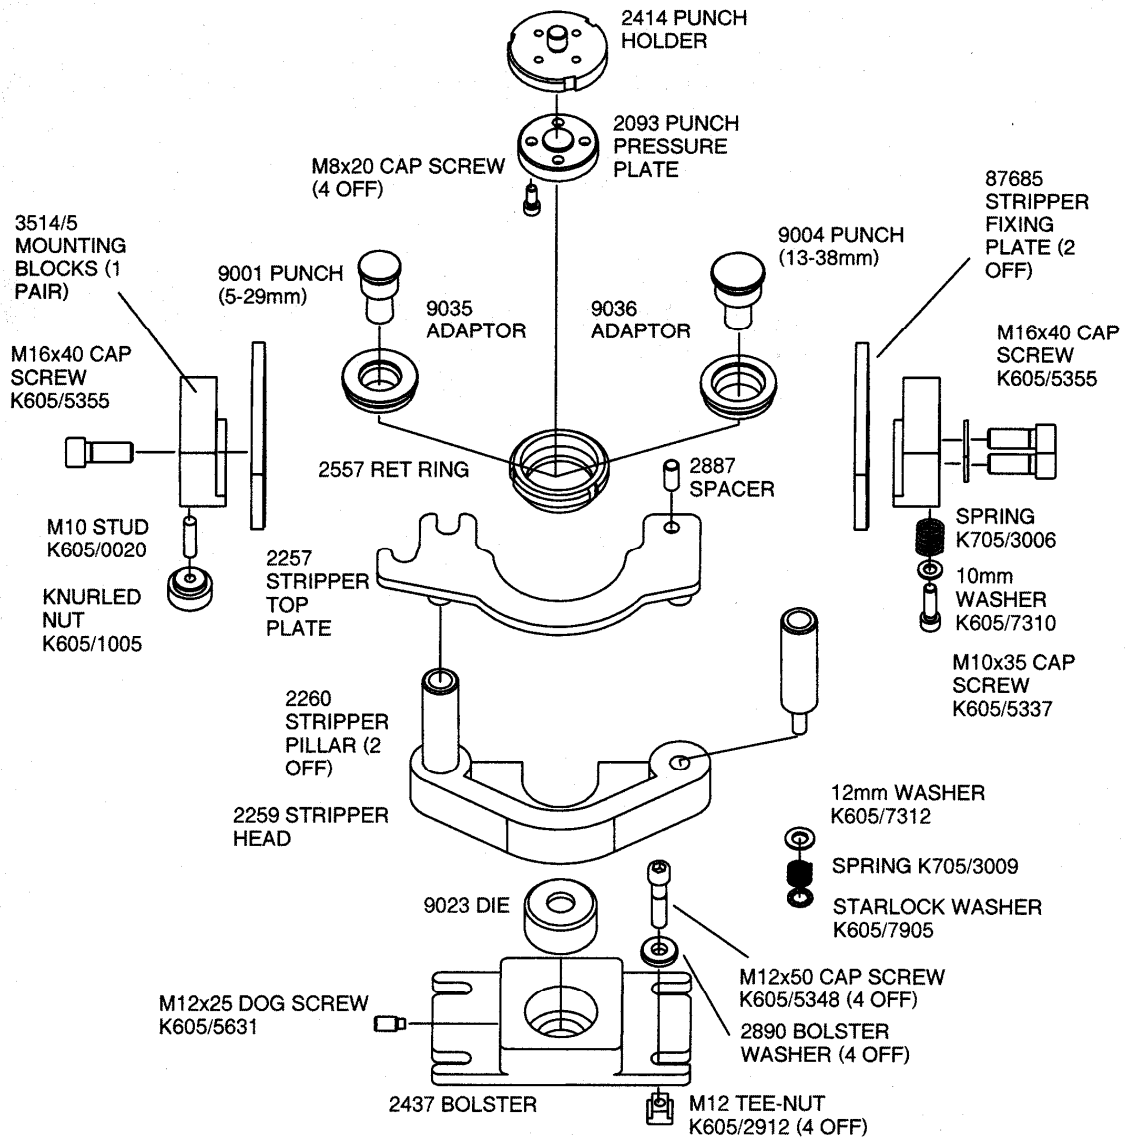 2414 PUNCH
HOLDER
2093 PUNCH
PRESSURE
PLATE
M8x20 CAP SCREW
(4 OFF)
87685
STRIPPER
FIXING
PLATE (2
OFF)
3514/5
MOUNTING
BLOCKS (1
PAIR)
9001 PUNCH
(5-29mm)
9004 PUNCH
(13-38mm)
9035
ADAPTOR
9036
ADAPTOR
M16x40 CAP
SCREW
K605/5355
M16x40 CAP
SCREW
K605/5355
2557 RET RING
2887
SPACER
M10 STUD
K605/0020
SPRING
K705/3006
KNURLED
NUT
K605/1005
2257
STRIPPER
TOP
PLATE
10mm
WASHER
K605/7310
M10x35 CAP
SCREW
K605/5337
2260
STRIPPER
PILLAR (2
OFF)
2259 STRIPPER
HEAD
12mm WASHER
K605/7312
SPRING K705/3009
STARLOCK WASHER
K605/7905
9023 DIE
M12x50 CAP SCREW
K605/5348 (4 OFF)
M12x25 DOG SCREW
K605/5631
2890 BOLSTER
WASHER (4 OFF)
2437 BOLSTER
M12 TEE-NUT
K605/2912 (4 OFF)